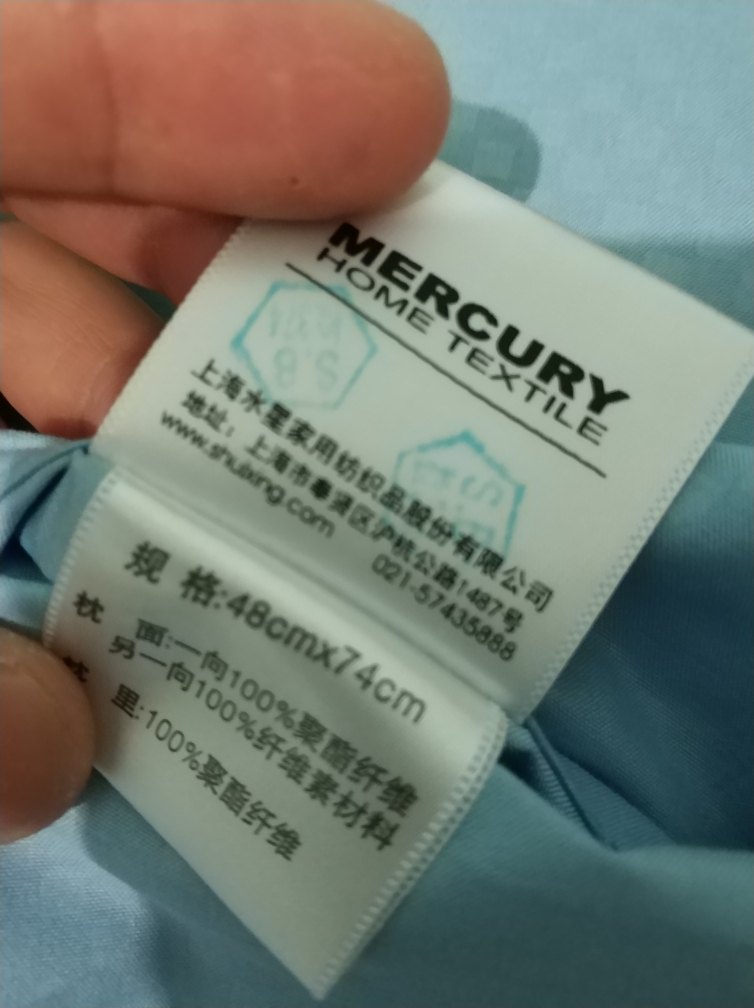 MERCURY
HOME TEXTILE
上海水星家用纺织品股份有限公司
地址：上海市奉贤区沪杭公路1487号
www.shuixing.com
021-57435888
规 格:48cmx74cm
枕 面:一向100%聚酯纤维
另一向100%纤维素材料
枕 里:100%聚酯纤维